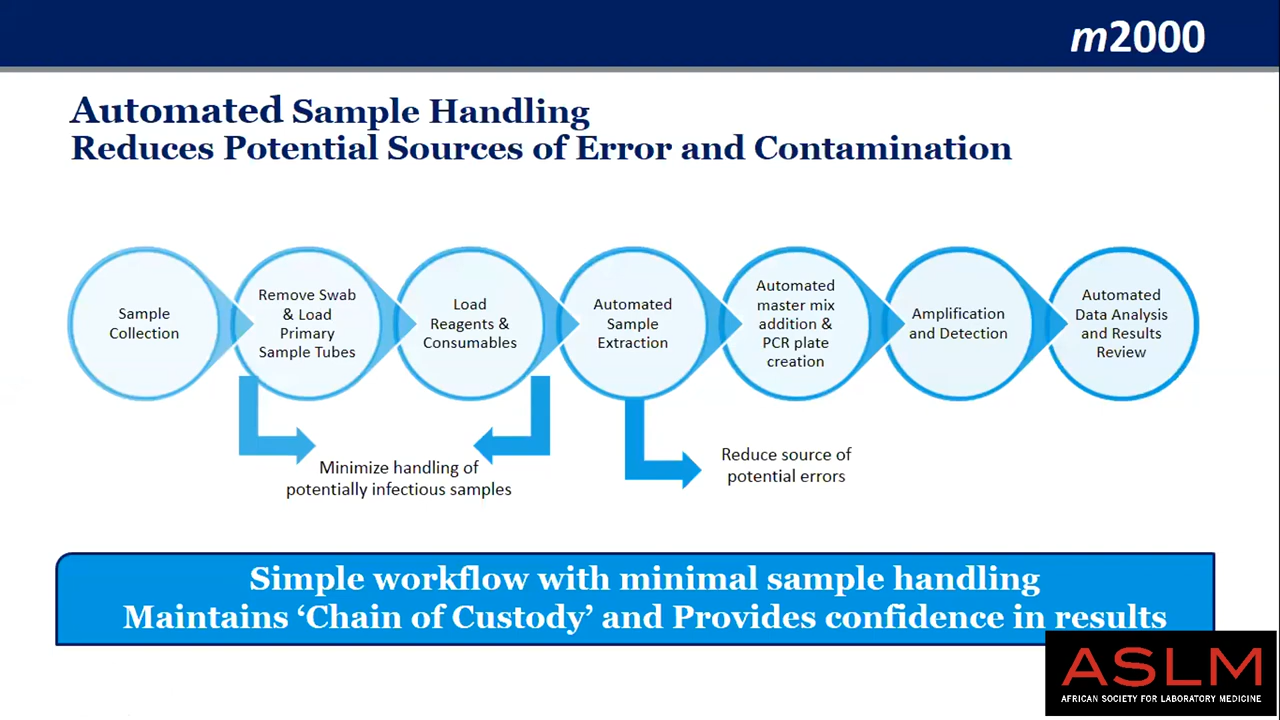 m2000
Automated Sample Handling
Reduces Potential Sources of Error and Contamination
Sample
Collection
Remove Swab
& Load
Primary
Sample Tubes
Load
Reagents &
Consumables
Automated
Sample
Extraction
Automated
master mix
addition &
PCR plate
creation
Amplification
and Detection
Automated
Data Analysis
and Results
Review
Minimize handling of
potentially infectious samples
Reduce source of
potential errors
Simple workflow with minimal sample handling
Maintains ‘Chain of Custody’ and Provides confidence in results
ASLM
AFRICAN SOCIETY FOR LABORATORY MEDICINE